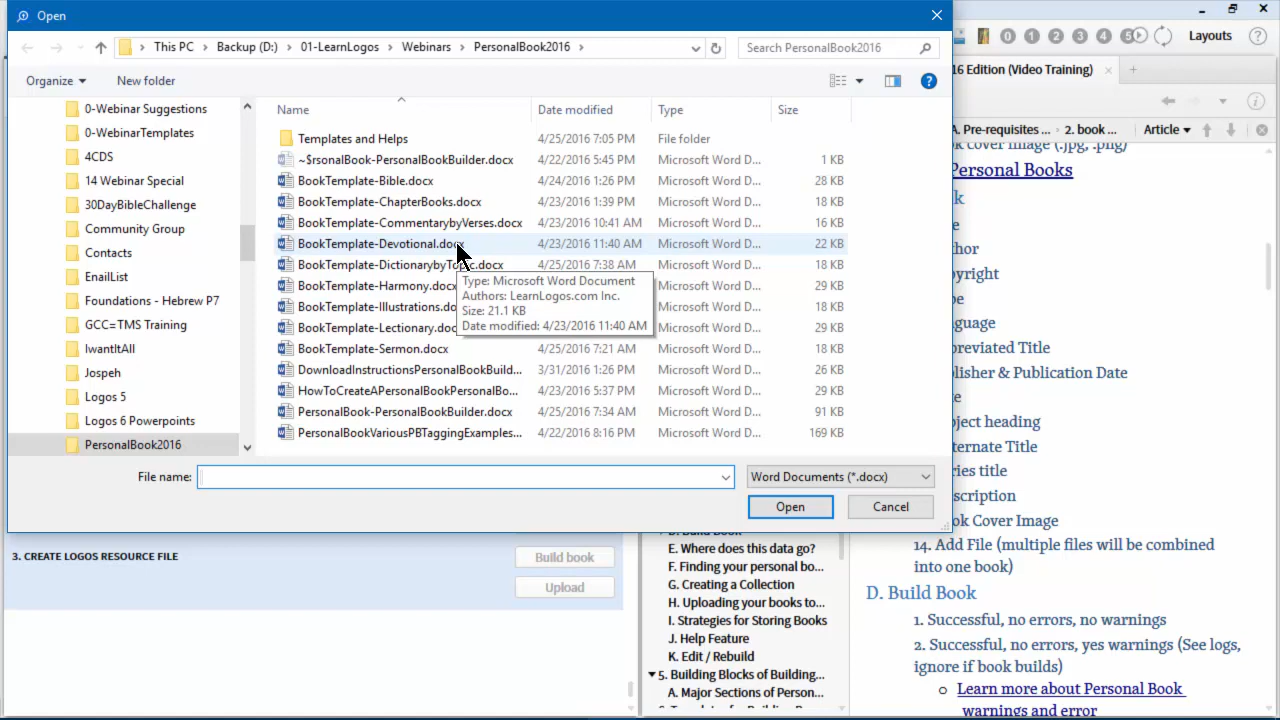 Open
This PC > Backup (D:) > 01-LearnLogos > Webinars > PersonalBook2016 >
Search PersonalBook2016
Organize
New folder
0-Webinar Suggestions
0-WebinarTemplates
4CDS
14 Webinar Special
30DayBibleChallenge
Community Group
Contacts
EmailList
Foundations - Hebrew P7
GCC=TMS Training
IwantItAll
Jospeh
Logos 5
Logos 6 Powerpoints
PersonalBook2016
Name Date modified Type Size
Templates and Helps 4/25/2016 7:05 PM File folder
~$rsonalBook-PersonalBookBuilder.docx 4/22/2016 5:45 PM Microsoft Word D... 1 KB
BookTemplate-Bible.docx 4/24/2016 1:26 PM Microsoft Word D... 28 KB
BookTemplate-ChapterBooks.docx 4/23/2016 1:39 PM Microsoft Word D... 18 KB
BookTemplate-CommentarybyVerses.docx 4/23/2016 10:41 AM Microsoft Word D... 16 KB
BookTemplate-Devotional.docx 4/23/2016 11:40 AM Microsoft Word D... 22 KB
BookTemplate-DictionarybyTopic.docx 4/25/2016 7:38 AM Microsoft Word D... 18 KB
BookTemplate-Harmony.docx Microsoft Word D... 29 KB
BookTemplate-Illustrations.do Microsoft Word D... 18 KB
BookTemplate-Lectionary.doc Microsoft Word D... 29 KB
BookTemplate-Sermon.docx 4/25/2016 7:21 AM Microsoft Word D... 18 KB
DownloadInstructionsPersonalBookBuild... 3/31/2016 1:26 PM Microsoft Word D... 26 KB
HowToCreateAPersonalBookPersonalBo... 4/23/2016 5:37 PM Microsoft Word D... 29 KB
PersonalBook-PersonalBookBuilder.docx 4/25/2016 7:34 AM Microsoft Word D... 91 KB
PersonalBookVariousPBTaggingExamples... 4/22/2016 8:16 PM Microsoft Word D... 169 KB
Type: Microsoft Word Document
Authors: LearnLogos.com Inc.
Size: 21.1 KB
Date modified: 4/23/2016 11:40 AM
File name:
Word Documents (*.docx)
Open
Cancel
3. CREATE LOGOS RESOURCE FILE
Build book
Upload
D. Build Book
E. Where does this data go?
F. Finding your personal bo...
G. Creating a Collection
H. Uploading your books to...
I. Strategies for Storing Books
J. Help Feature
K. Edit / Rebuild
5. Building Blocks of Building...
A. Major Sections of Person...
0 1 2 3 4 5
Layouts
16 Edition (Video Training)
A. Pre-requisites ... 2. book ... Article
ok cover image (.jpg, .png)
Personal Books
k
e
hor
yright
pe
guage
breviated Title
lisher & Publication Date
e
oject heading
ternate Title
ries title
scription
ok Cover Image
14. Add File (multiple files will be combined
into one book)
D. Build Book
1. Successful, no errors, no warnings
2. Successful, no errors, yes warnings (See logs,
ignore if book builds)
Learn more about Personal Book
warnings and error